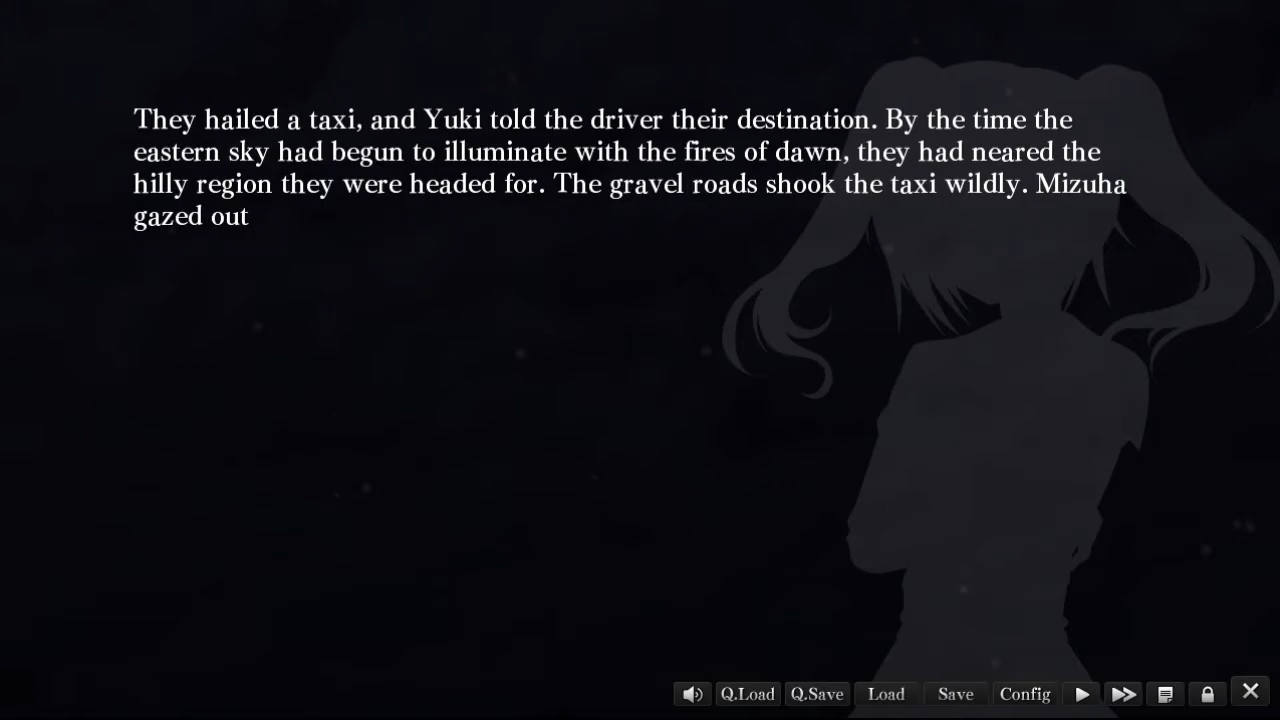 They hailed a taxi, and Yuki told the driver their destination. By the time the
eastern sky had begun to illuminate with the fires of dawn, they had neared the
hilly region they were headed for. The gravel roads shook the taxi wildly. Mizuha
gazed out
Q.Load Q.Save Load Save Config